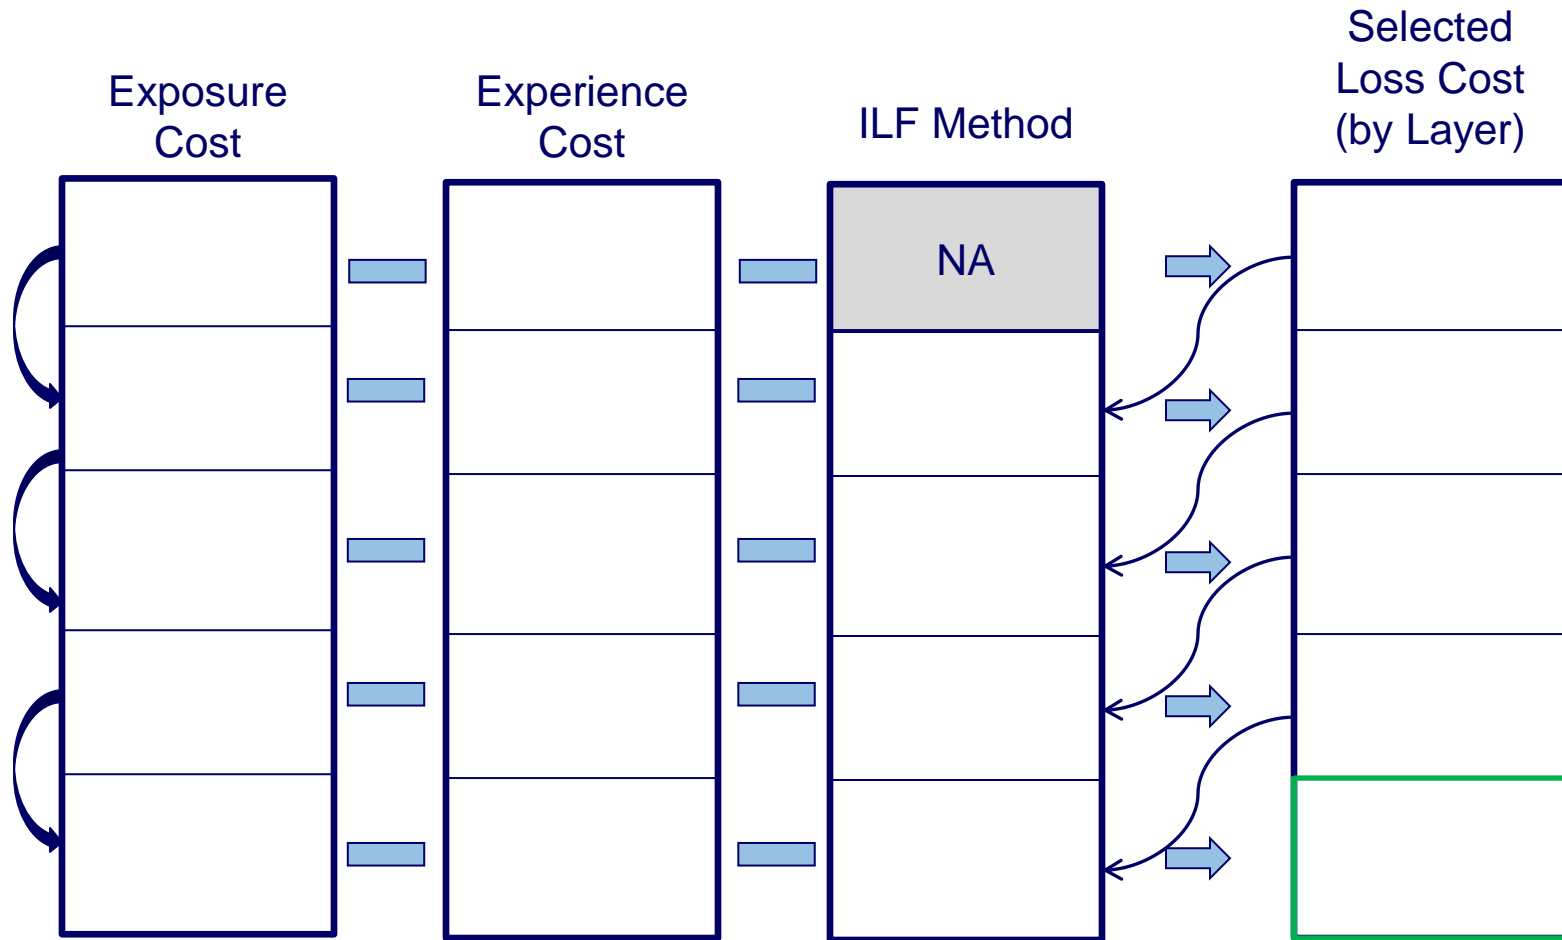 Exposure
Cost
Experience
Cost
ILF Method
Selected
Loss Cost
(by Layer)
NA